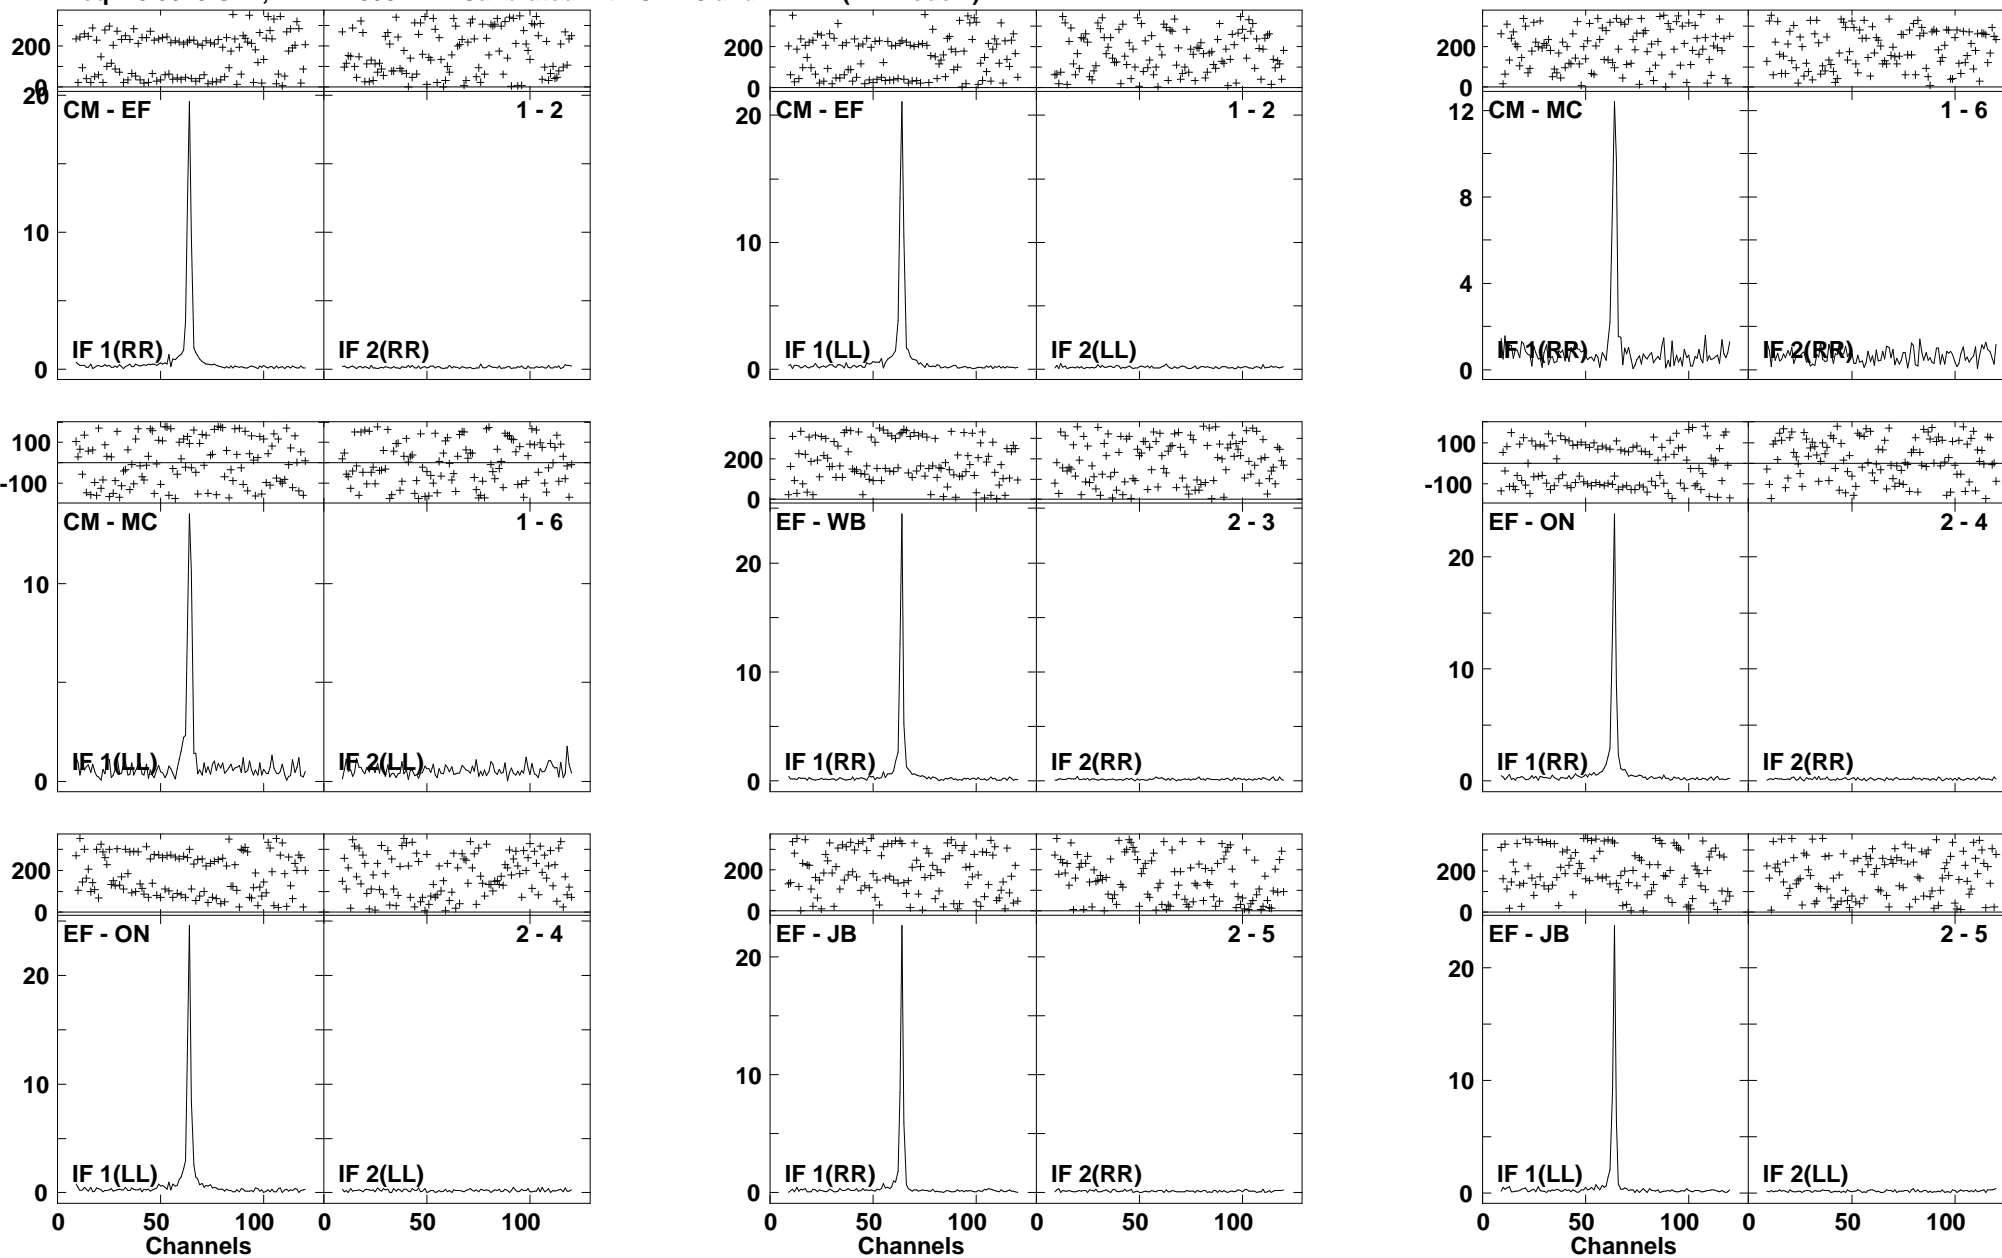 200 200 200
0 0 0
20
CM - EF 1 - 2 CM - EF 1 - 2 CM - MC 1 - 6
20 12
10 10 8
4
IF 1(RR) IF 2(RR) IF 1(LL) IF 2(LL) IF 1(RR) IF 2(RR)
0 0 0
100 200 100
-100 0 -100
CM - MC 1 - 6 EF - WB 2 - 3 EF - ON 2 - 4
10 20 20
10 10
IF 1(LL) IF 2(LL) IF 1(RR) IF 2(RR) IF 1(RR) IF 2(RR)
0 0 0
200 200 200
0 0 0
EF - ON 2 - 4 EF - JB 2 - 5 EF - JB 2 - 5
20 20 20
10 10 10
IF 1(LL) IF 2(LL) IF 1(RR) IF 2(RR) IF 1(LL) IF 2(LL)
0 0 0
0 50 100 0 50 100 0 50 100 0 50 100 0 50 100 0 50 100
Channels Channels Channels